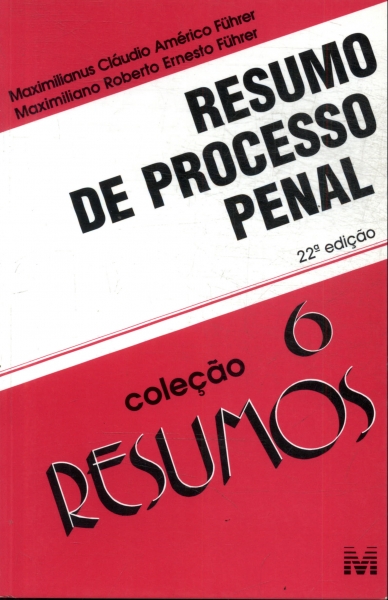 Maximilianus Cláudio Américo Führer
Maximiliano Roberto Ernesto Führer
RESUMO
DE PROCESSO
PENAL
22ª edição
6
coleção
RESUMOS
M